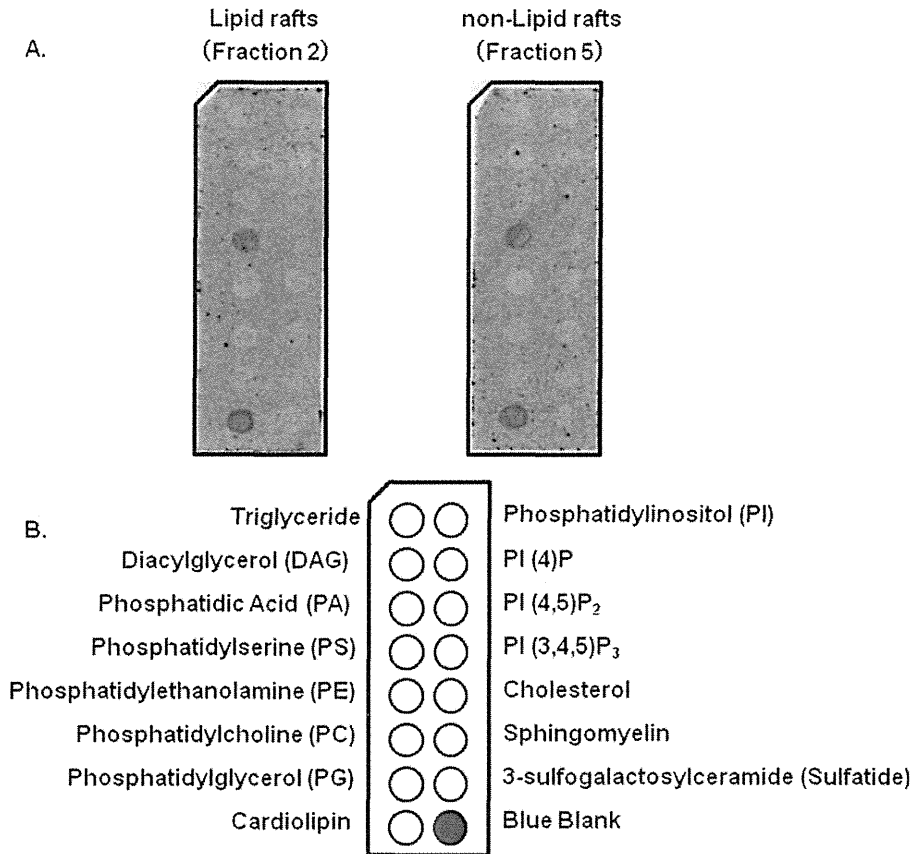 A.
Lipid rafts
(Fraction 2)
non-Lipid rafts
(Fraction 5)
B.
Triglyceride
Phosphatidylinositol (PI)
Diacylglycerol (DAG)
PI (4)P
Phosphatidic Acid (PA)
PI (4,5)P₂
Phosphatidylserine (PS)
PI (3,4,5)P₃
Phosphatidylethanolamine (PE)
Cholesterol
Phosphatidylcholine (PC)
Sphingomyelin
Phosphatidylglycerol (PG)
3-sulfogalactosylceramide (Sulfatide)
Cardiolipin
Blue Blank